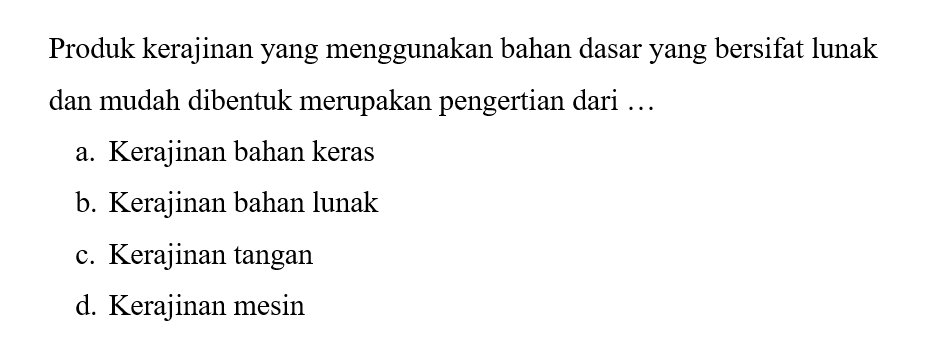 Produk kerajinan yang menggunakan bahan dasar yang bersifat lunak
dan mudah dibentuk merupakan pengertian dari …
a. Kerajinan bahan keras
b. Kerajinan bahan lunak
c. Kerajinan tangan
d. Kerajinan mesin